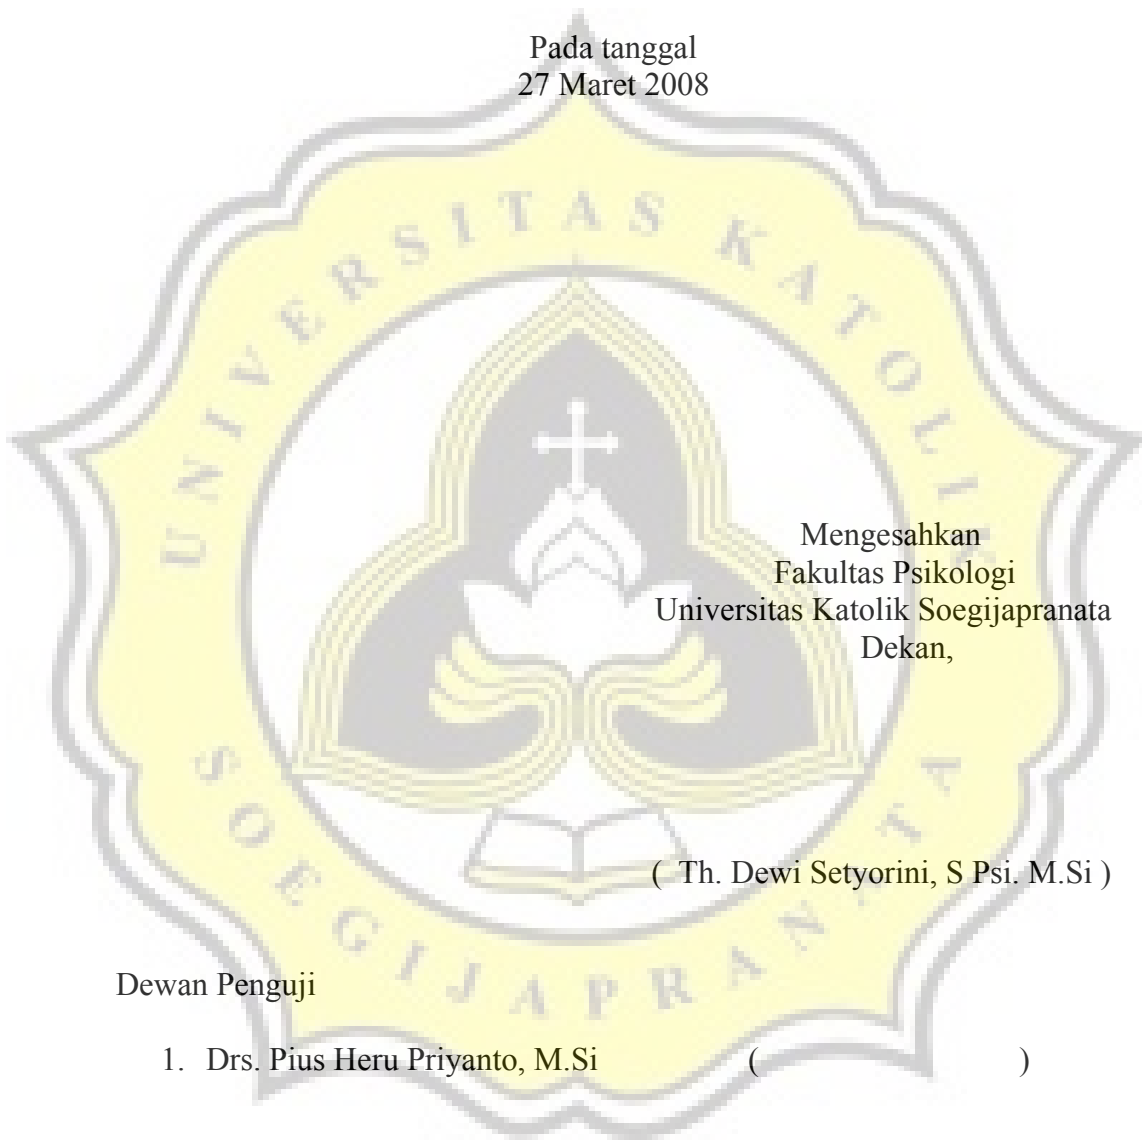 Pada tanggal
27 Maret 2008
UNIVERSITAS KATOLIK
SOEGIJAPRANATA
Mengesahkan
Fakultas Psikologi
Universitas Katolik Soegijapranata
Dekan,
( Th. Dewi Setyorini, S Psi. M.Si )
Dewan Penguji
1. Drs. Pius Heru Priyanto, M.Si ( )